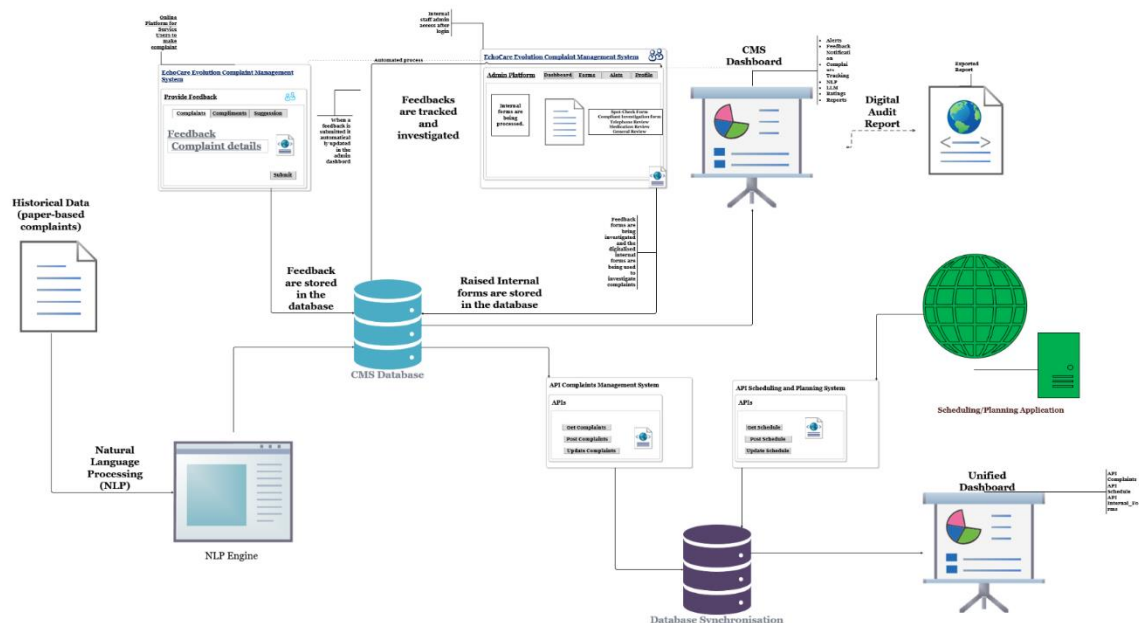 Online
Platform for
Service
Users to
make
complaint
Internal
staff admin
access after
login
EchoCare Evolution Complaint Management
System
Provide Feedback
Complaints
Compliments
Suggession
Feedback
Complaint details
Submit
automated process
When a
feedback is
submitted it
automatical
ly updated
in the
admin
dashbord
Feedbacks
are tracked
and
investigated
EchoCare Evolution Complaint Management System
Admin Platform
Dashboard
Forms
Alets
Profile
Internal
forms are
being
processed.
Spot-Check Form
Complaint Investigation Form
Telephone Review
Medication Review
General Review
CMS
Dashboard
Alerts
Feedback
Notificati
on
Complai
nt
Tracking
NLP
LLM
Ratings
Reports
Digital
Audit
Report
Exported
Report
Historical Data
(paper-based
complaints)
Feedback
are stored
in the
database
Raised Internal
forms are stored
in the database
Feedback
forms are
being
investigated
and the
digitalised
internal
forms are
being used
to
investigate
complaints
CMS Database
API Complaints Management System
APIs
Get Complaints
Post Complaints
Update Complaints
API Scheduling and Planning System
APIs
Get Schedule
Post Schedule
Update Schedule
Scheduling/Planning Application
Natural
Language
Processing
(NLP)
NLP Engine
Unified
Dashboard
API
Complaints
API
Schedule
API
Internal_Fo
rms
Database Synchronisation